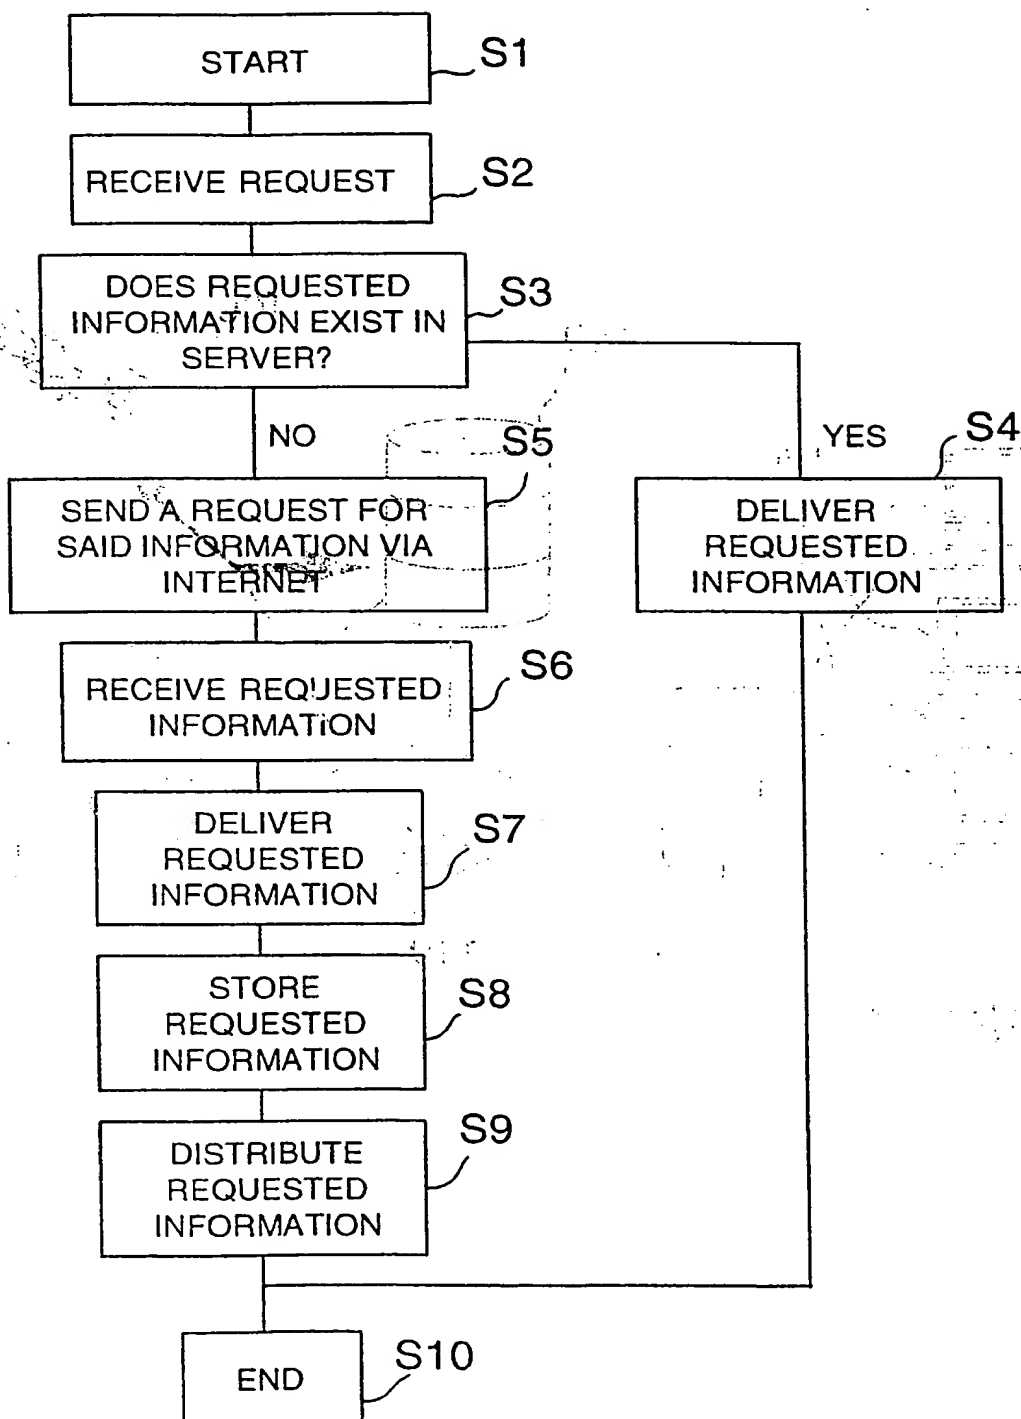 START
S1
RECEIVE REQUEST
S2
DOES REQUESTED
INFORMATION EXIST IN
SERVER?
S3
NO
YES
S5
S4
SEND A REQUEST FOR
SAID INFORMATION VIA
INTERNET
DELIVER
REQUESTED
INFORMATION
S6
RECEIVE REQUESTED
INFORMATION
DELIVER
REQUESTED
INFORMATION
S7
STORE
REQUESTED
INFORMATION
S8
DISTRIBUTE
REQUESTED
INFORMATION
S9
END
S10